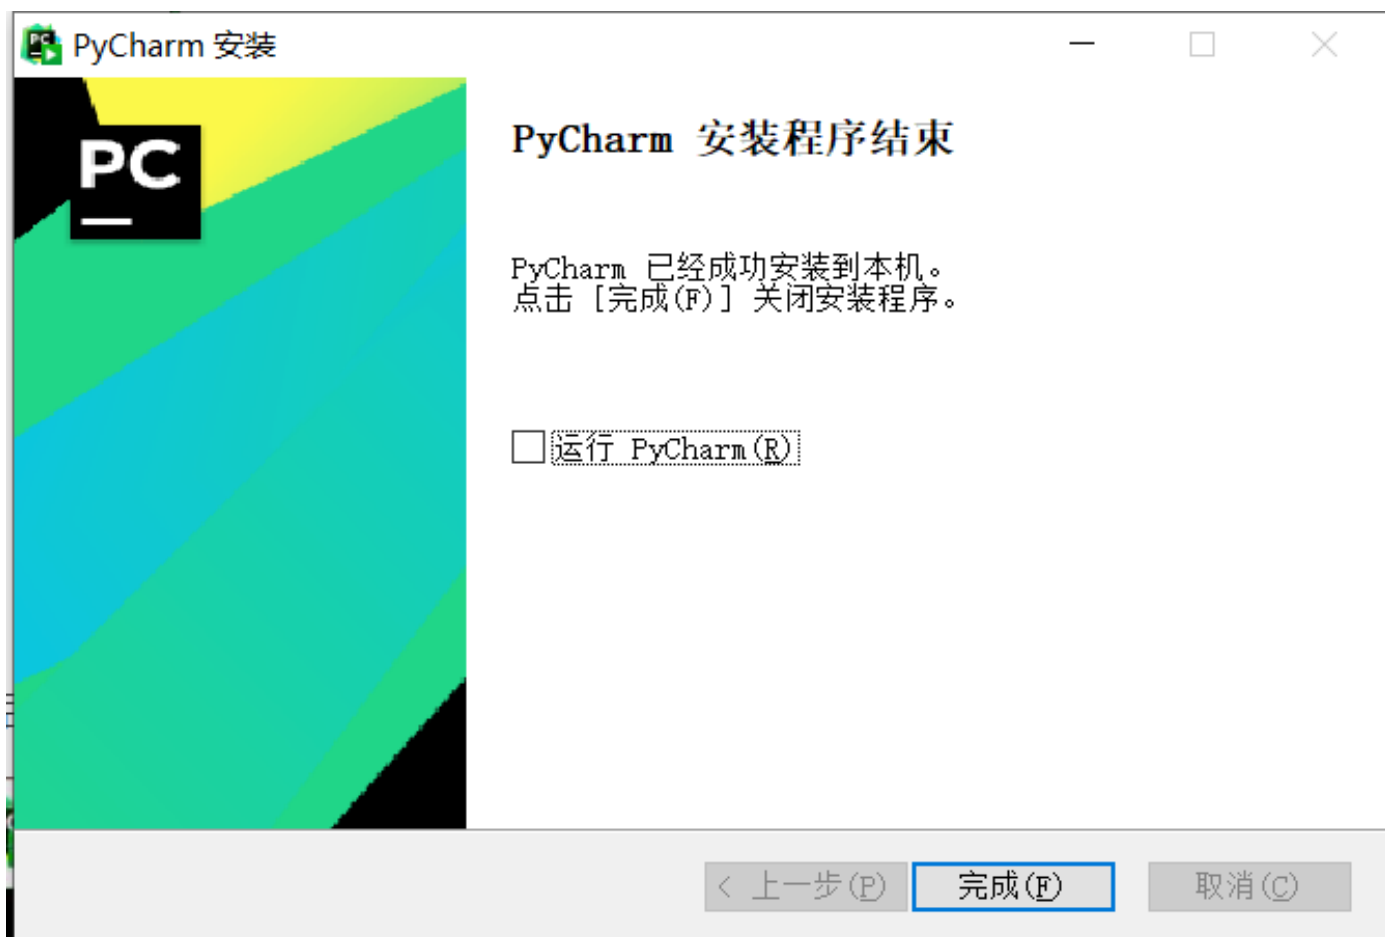 PyCharm 安装
PC
PyCharm 安装程序结束
PyCharm 已经成功安装到本机。
点击 [完成(F)] 关闭安装程序。
运行 PyCharm(R)
< 上一步(P)
完成(F)
取消(C)